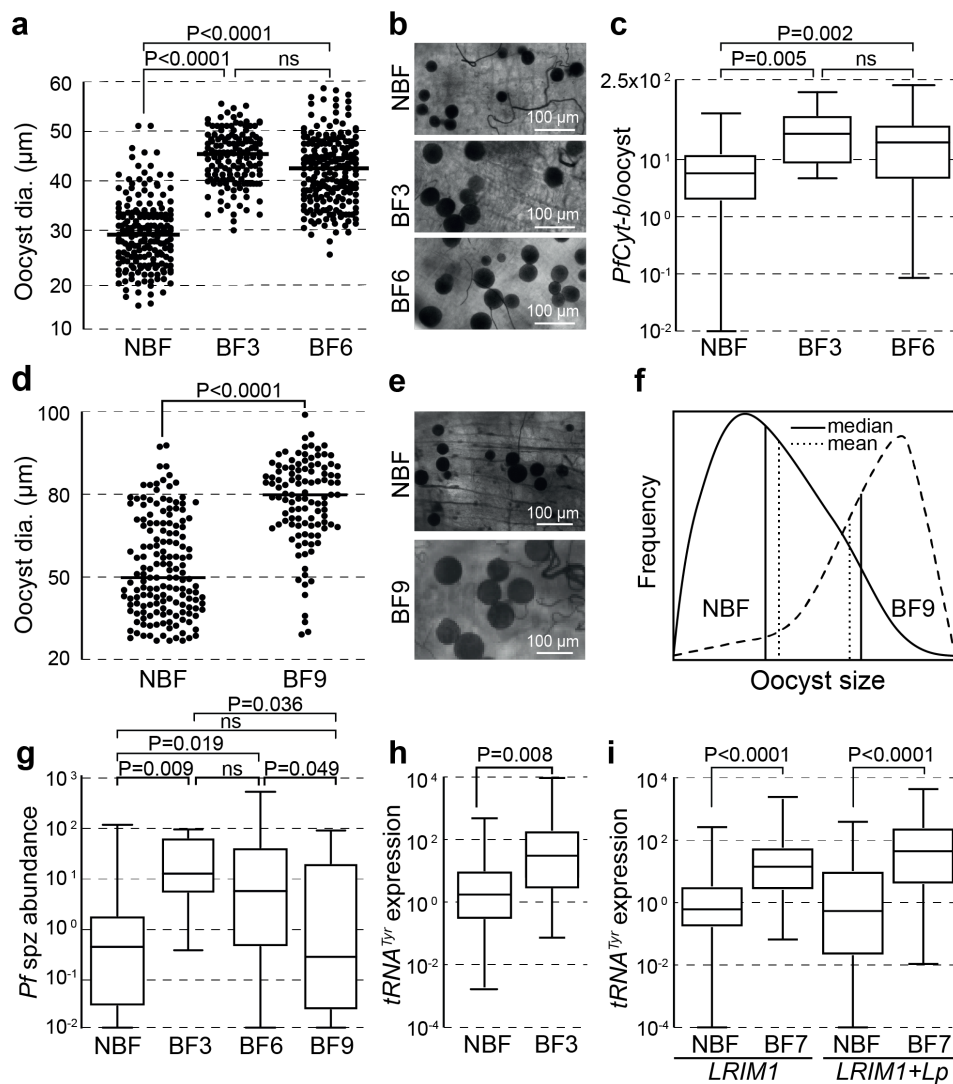 a
P<0.0001
P<0.0001 ns
Oocyst dia. (µm)
60
50
40
30
20
10
NBF BF3 BF6
b
NBF
100 µm
BF3
100 µm
BF6
100 µm
c
P=0.002
P=0.005 ns
PfCyt-b/oocyst
2.5x10²
10¹
10⁰
10⁻¹
10⁻²
NBF BF3 BF6
d
P<0.0001
Oocyst dia. (µm)
100
80
50
20
NBF BF9
e
NBF
100 µm
BF9
100 µm
f
median
mean
Frequency
NBF BF9
Oocyst size
g
P=0.036
ns
P=0.019
P=0.009 ns P=0.049
Pf spz abundance
10³
10²
10¹
10⁰
10⁻¹
10⁻²
NBF BF3 BF6 BF9
h
P=0.008
tRNAᵀʸʳ expression
10⁴
10²
10⁰
10⁻²
10⁻⁴
NBF BF3
i
P<0.0001 P<0.0001
tRNAᵀʸʳ expression
10⁴
10²
10⁰
10⁻²
10⁻⁴
NBF BF7 NBF BF7
LRIM1 LRIM1+Lp